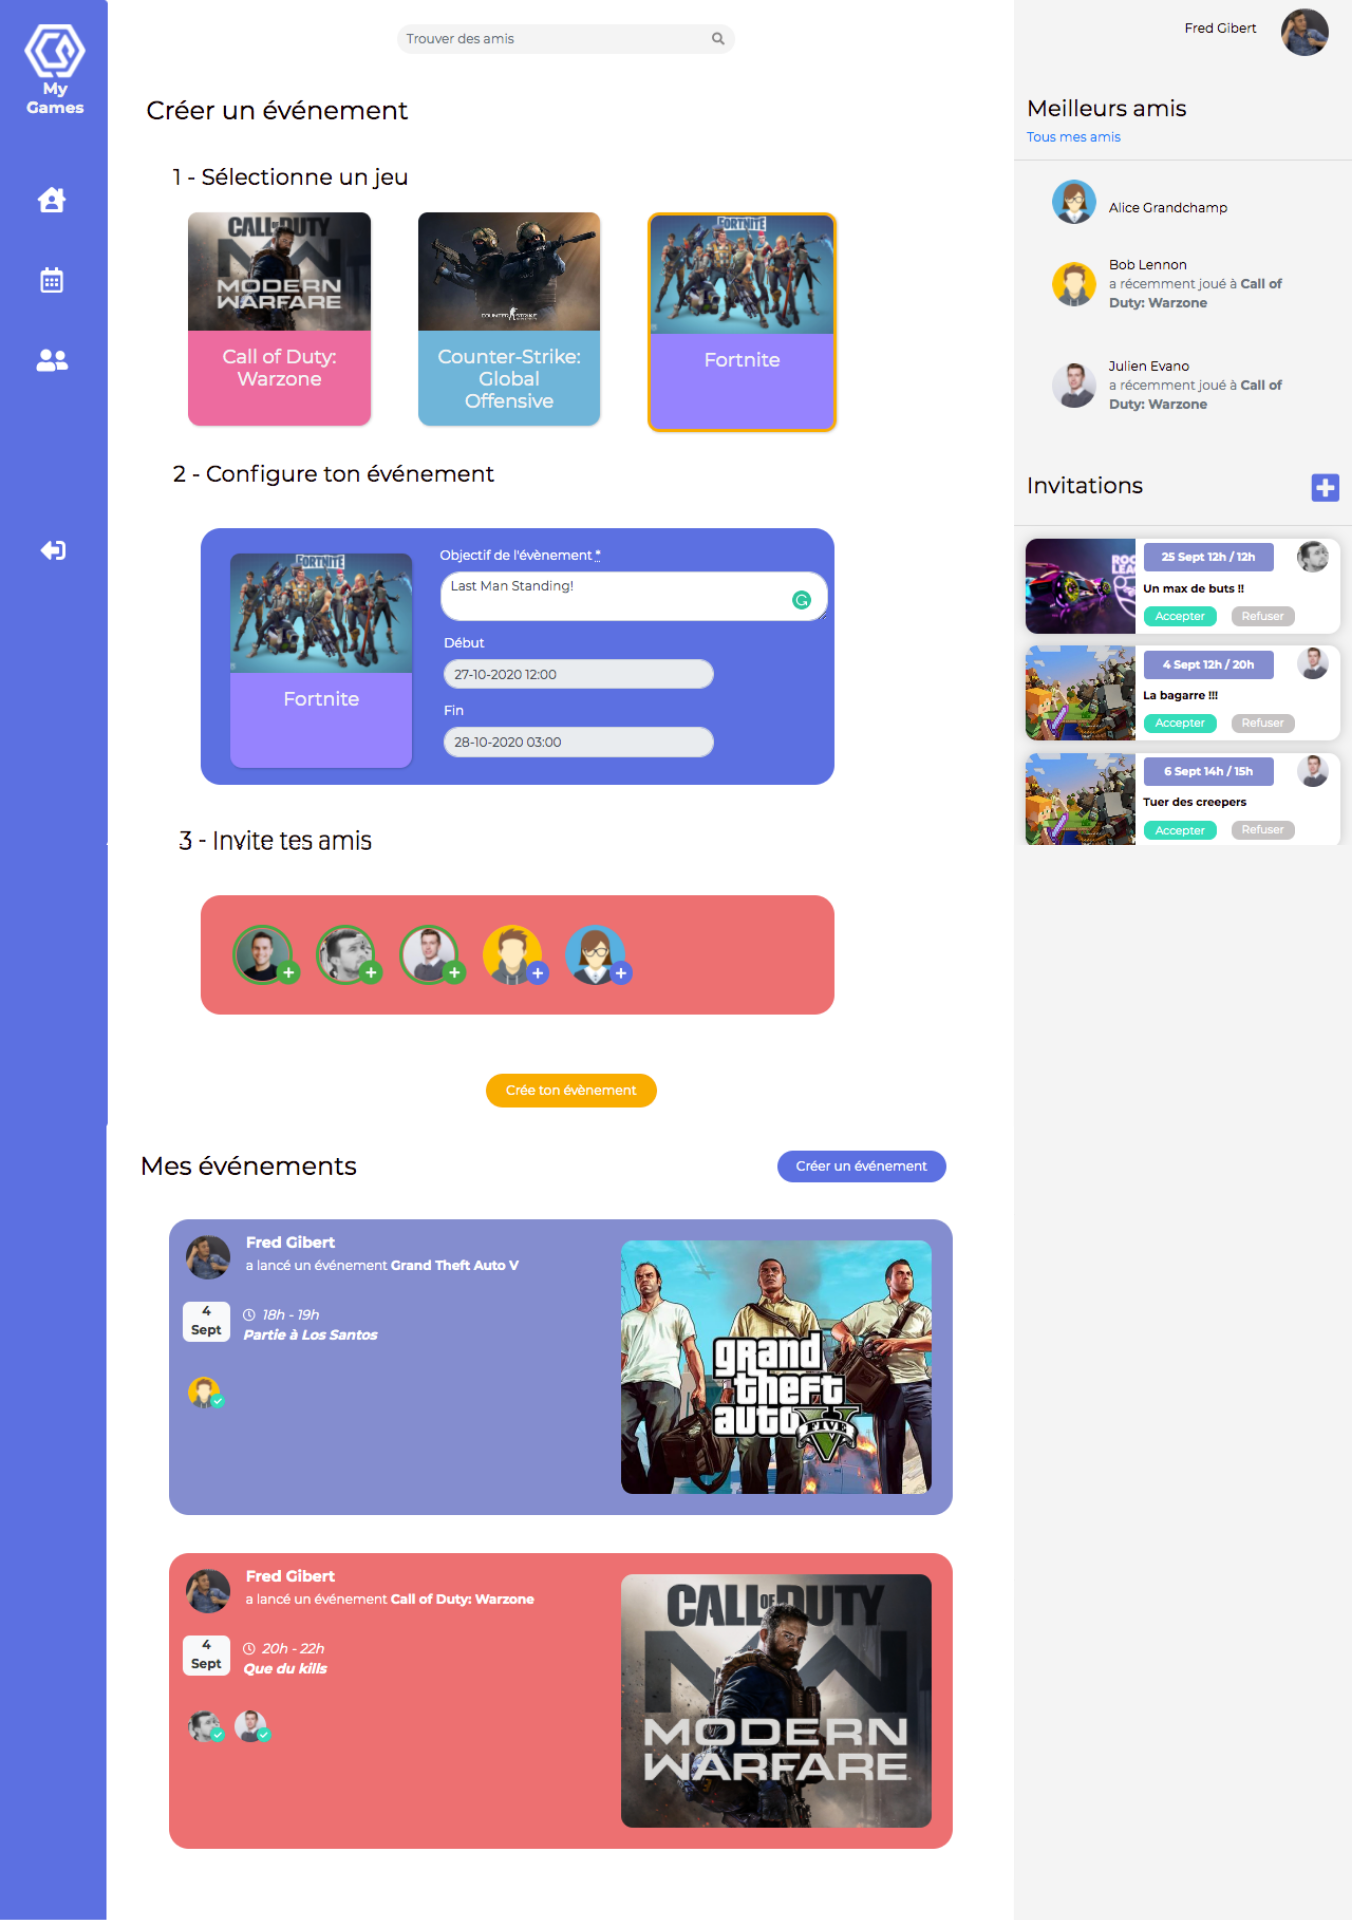 My
Games
Trouver des amis
Fred Gibert
Créer un événement
1 - Sélectionne un jeu
CALL OF DUTY
MODERN
WARFARE
Call of Duty:
Warzone
COUNTER STRIKE
Counter-Strike:
Global
Offensive
FORTNITE
Fortnite
2 - Configure ton événement
FORTNITE
Fortnite
Objectif de l'évènement *
Last Man Standing!
Début
27-10-2020 12:00
Fin
28-10-2020 03:00
3 - Invite tes amis
Crée ton évènement
Mes événements
Créer un événement
Fred Gibert
a lancé un événement Grand Theft Auto V
4
Sept
18h - 19h
Partie à Los Santos
grand
theft
auto
V
FIVE
Fred Gibert
a lancé un événement Call of Duty: Warzone
4
Sept
20h - 22h
Que du kills
CALL OF DUTY
MODERN
WARFARE
Meilleurs amis
Tous mes amis
Alice Grandchamp
Bob Lennon
a récemment joué à Call of
Duty: Warzone
Julien Evano
a récemment joué à Call of
Duty: Warzone
Invitations
ROC
LEA
25 Sept 12h / 12h
Un max de buts !!
Accepter
Refuser
4 Sept 12h / 20h
La bagarre !!!
Accepter
Refuser
6 Sept 14h / 15h
Tuer des creepers
Accepter
Refuser